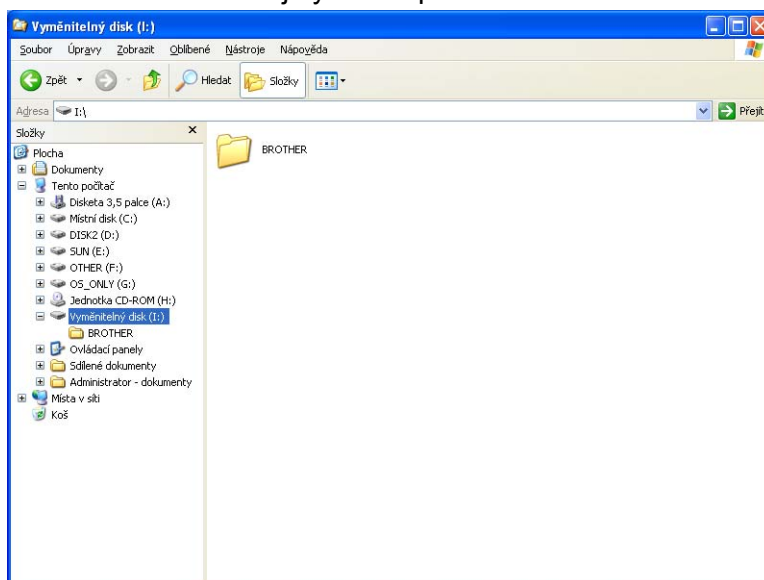 Vyměnitelný disk (I:)
Soubor Úpravy Zobrazit Oblíbené Nástroje Nápověda
Zpět Hledat Složky
Adresa I:\ Přejít
Složky
Plocha
Dokumenty
Tento počítač
Disketa 3,5 palce (A:)
Místní disk (C:)
DISK2 (D:)
SUN (E:)
OTHER (F:)
OS_ONLY (G:)
Jednotka CD-ROM (H:)
Vyměnitelný disk (I:)
BROTHER
Ovládací panely
Sdílené dokumenty
Administrator - dokumenty
Místa v síti
Koš
BROTHER